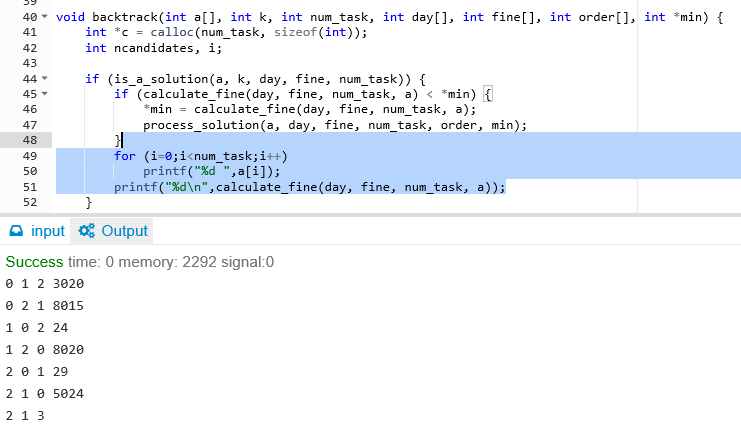 39
40 void backtrack(int a[], int k, int num_task, int day[], int fine[], int order[], int *min) {
41     int *c = calloc(num_task, sizeof(int));
42     int ncandidates, i;
43
44     if (is_a_solution(a, k, day, fine, num_task)) {
45         if (calculate_fine(day, fine, num_task, a) < *min) {
46             *min = calculate_fine(day, fine, num_task, a);
47             process_solution(a, day, fine, num_task, order, min);
48         }
49         for (i=0;i<num_task;i++)
50             printf("%d ",a[i]);
51         printf("%d\n",calculate_fine(day, fine, num_task, a));
52     }
input Output
Success time: 0 memory: 2292 signal:0
0 1 2 3020
0 2 1 8015
1 0 2 24
1 2 0 8020
2 0 1 29
2 1 0 5024
2 1 3